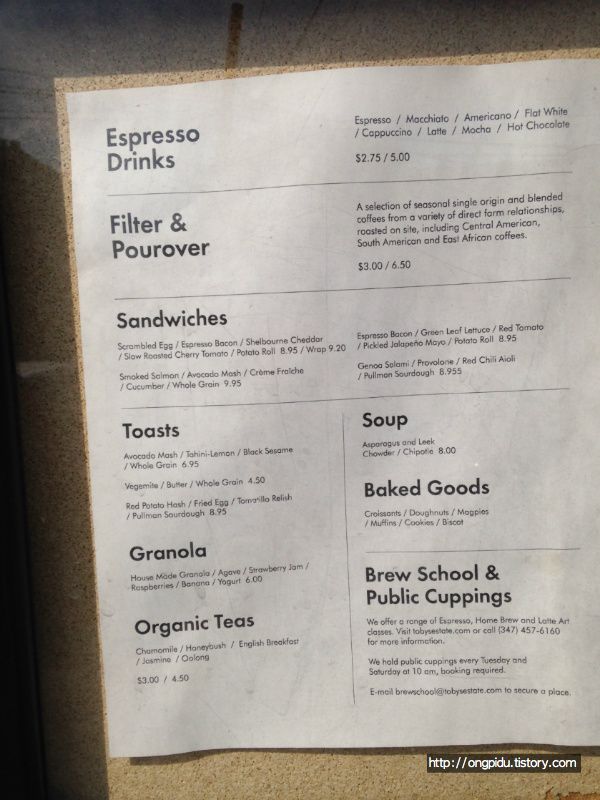 Espresso
Drinks
Espresso / Macchiato / Americano / Flat White
/ Cappuccino / Latte / Mocha / Hot Chocolate
$2.75 / 5.00
Filter &
Pourover
A selection of seasonal single origin and blended
coffees from a variety of direct farm relationships,
roasted on site, including Central American,
South American and East African coffees.
$3.00 / 6.50
Sandwiches
Scrambled Egg / Espresso Bacon / Shelbourne Cheddar
/ Slow Roasted Cherry Tomato / Potato Roll 8.95 / Wrap 9.20
Smoked Salmon / Avocado Mash / Crème Fraîche
/ Cucumber / Whole Grain 9.95
Espresso Bacon / Green Leaf Lettuce / Red Tomato
/ Pickled Jalapeño Mayo / Potato Roll 8.95
Genoa Salami / Provolone / Red Chili Aioli
/ Pullman Sourdough 8.955
Toasts
Avocado Mash / Tahini-Lemon / Black Sesame
/ Whole Grain 6.95
Vegemite / Butter / Whole Grain 4.50
Red Potato Hash / Fried Egg / Tomatillo Relish
/ Pullman Sourdough 8.95
Granola
House Made Granola / Agave / Strawberry Jam /
Raspberries / Banana / Yogurt 6.00
Organic Teas
Chamomile / Honeybush / English Breakfast
/ Jasmine / Oolong
$3.00 / 4.50
Soup
Asparagus and Leek
Chowder / Chipotle 8.00
Baked Goods
Croissants / Doughnuts / Magpies
/ Muffins / Cookies / Biscot
Brew School &
Public Cuppings
We offer a range of Espresso, Home Brew and Latte Art
classes. Visit tobysestate.com or call (347) 457-6160
for more information.
We hold public cuppings every Tuesday and
Saturday at 10 am, booking required.
E-mail brewschool@tobysestate.com to secure a place.
http://ongpidu.tistory.com